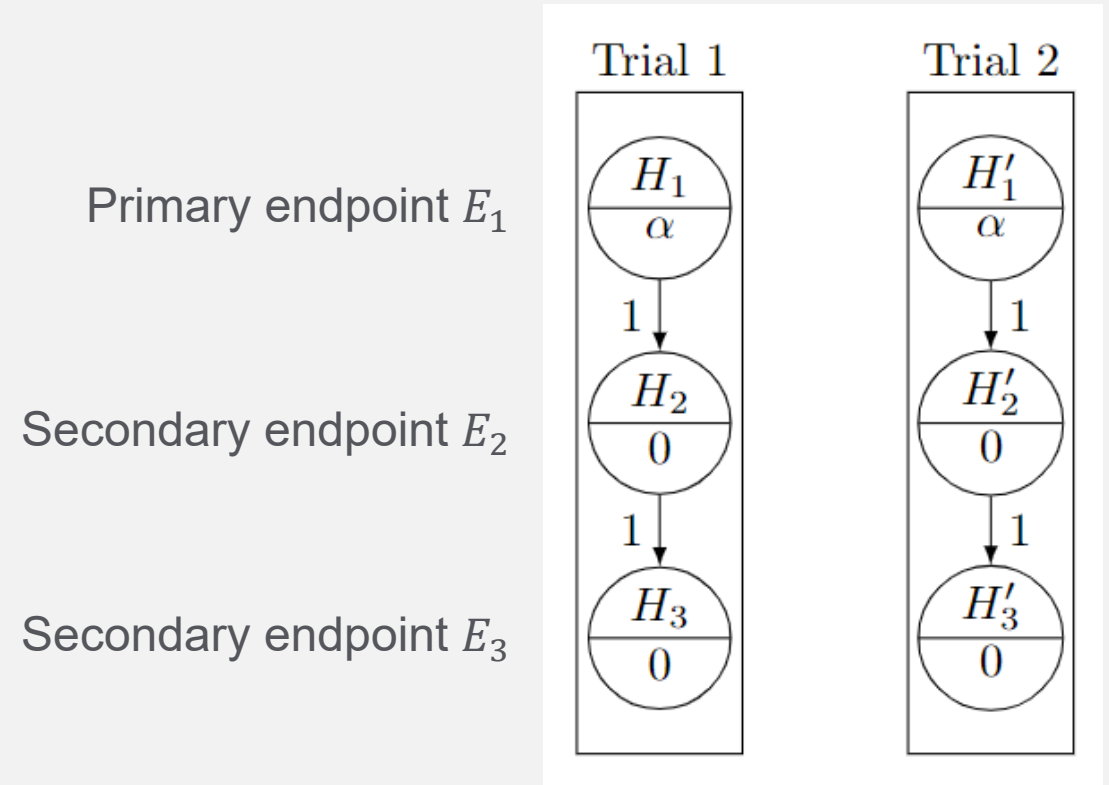 Trial 1 Trial 2
Primary endpoint E₁ H₁ H′₁
α α
1 1
Secondary endpoint E₂ H₂ H′₂
0 0
1 1
Secondary endpoint E₃ H₃ H′₃
0 0